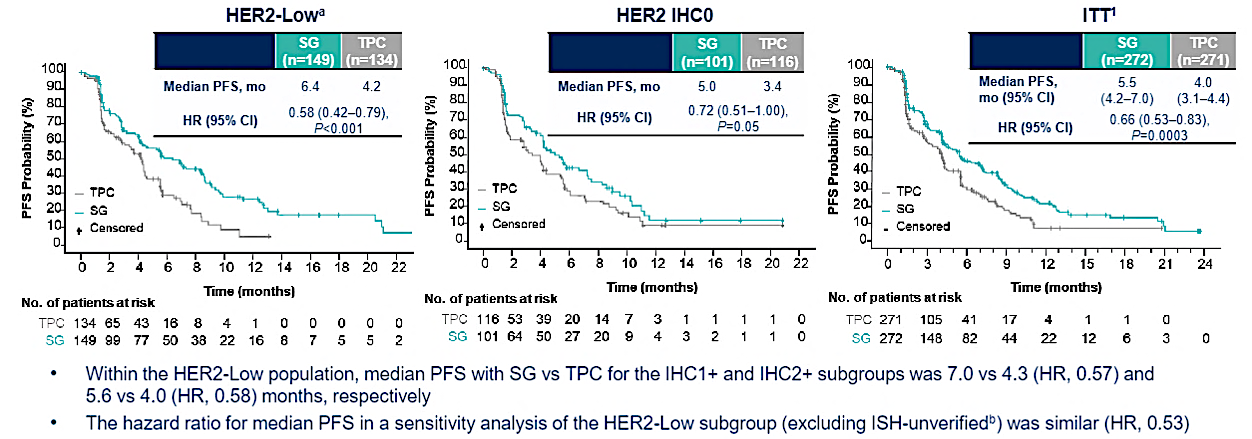 HER2-Lowᵃ
SG (n=149) TPC (n=134)
Median PFS, mo 6.4 4.2
HR (95% CI) 0.58 (0.42–0.79), P<0.001
PFS Probability (%)
100
90
80
70
60
50
40
30
20
10
0
TPC
SG
Censored
0 2 4 6 8 10 12 14 16 18 20 22
Time (months)
No. of patients at risk
TPC 134 65 43 16 8 4 1 0 0 0 0 0
SG 149 99 77 50 38 22 16 8 7 5 5 2
HER2 IHC0
SG (n=101) TPC (n=116)
Median PFS, mo 5.0 3.4
HR (95% CI) 0.72 (0.51–1.00), P=0.05
PFS Probability (%)
100
90
80
70
60
50
40
30
20
10
0
TPC
SG
Censored
0 2 4 6 8 10 12 14 16 18 20 22
Time (months)
No. of patients at risk
TPC 116 53 39 20 14 7 3 1 1 1 1 0
SG 101 64 50 27 20 9 4 3 2 1 1 0
ITT¹
SG (n=272) TPC (n=271)
Median PFS, mo (95% CI) 5.5 (4.2–7.0) 4.0 (3.1–4.4)
HR (95% CI) 0.66 (0.53–0.83), P=0.0003
PFS Probability (%)
100
90
80
70
60
50
40
30
20
10
0
TPC
SG
Censored
0 3 6 9 12 15 18 21 24
Time (months)
No. of patients at risk
TPC 271 105 41 17 4 1 1 0
SG 272 148 82 44 22 12 6 3 0
• Within the HER2-Low population, median PFS with SG vs TPC for the IHC1+ and IHC2+ subgroups was 7.0 vs 4.3 (HR, 0.57) and
5.6 vs 4.0 (HR, 0.58) months, respectively
• The hazard ratio for median PFS in a sensitivity analysis of the HER2-Low subgroup (excluding ISH-unverifiedᵇ) was similar (HR, 0.53)